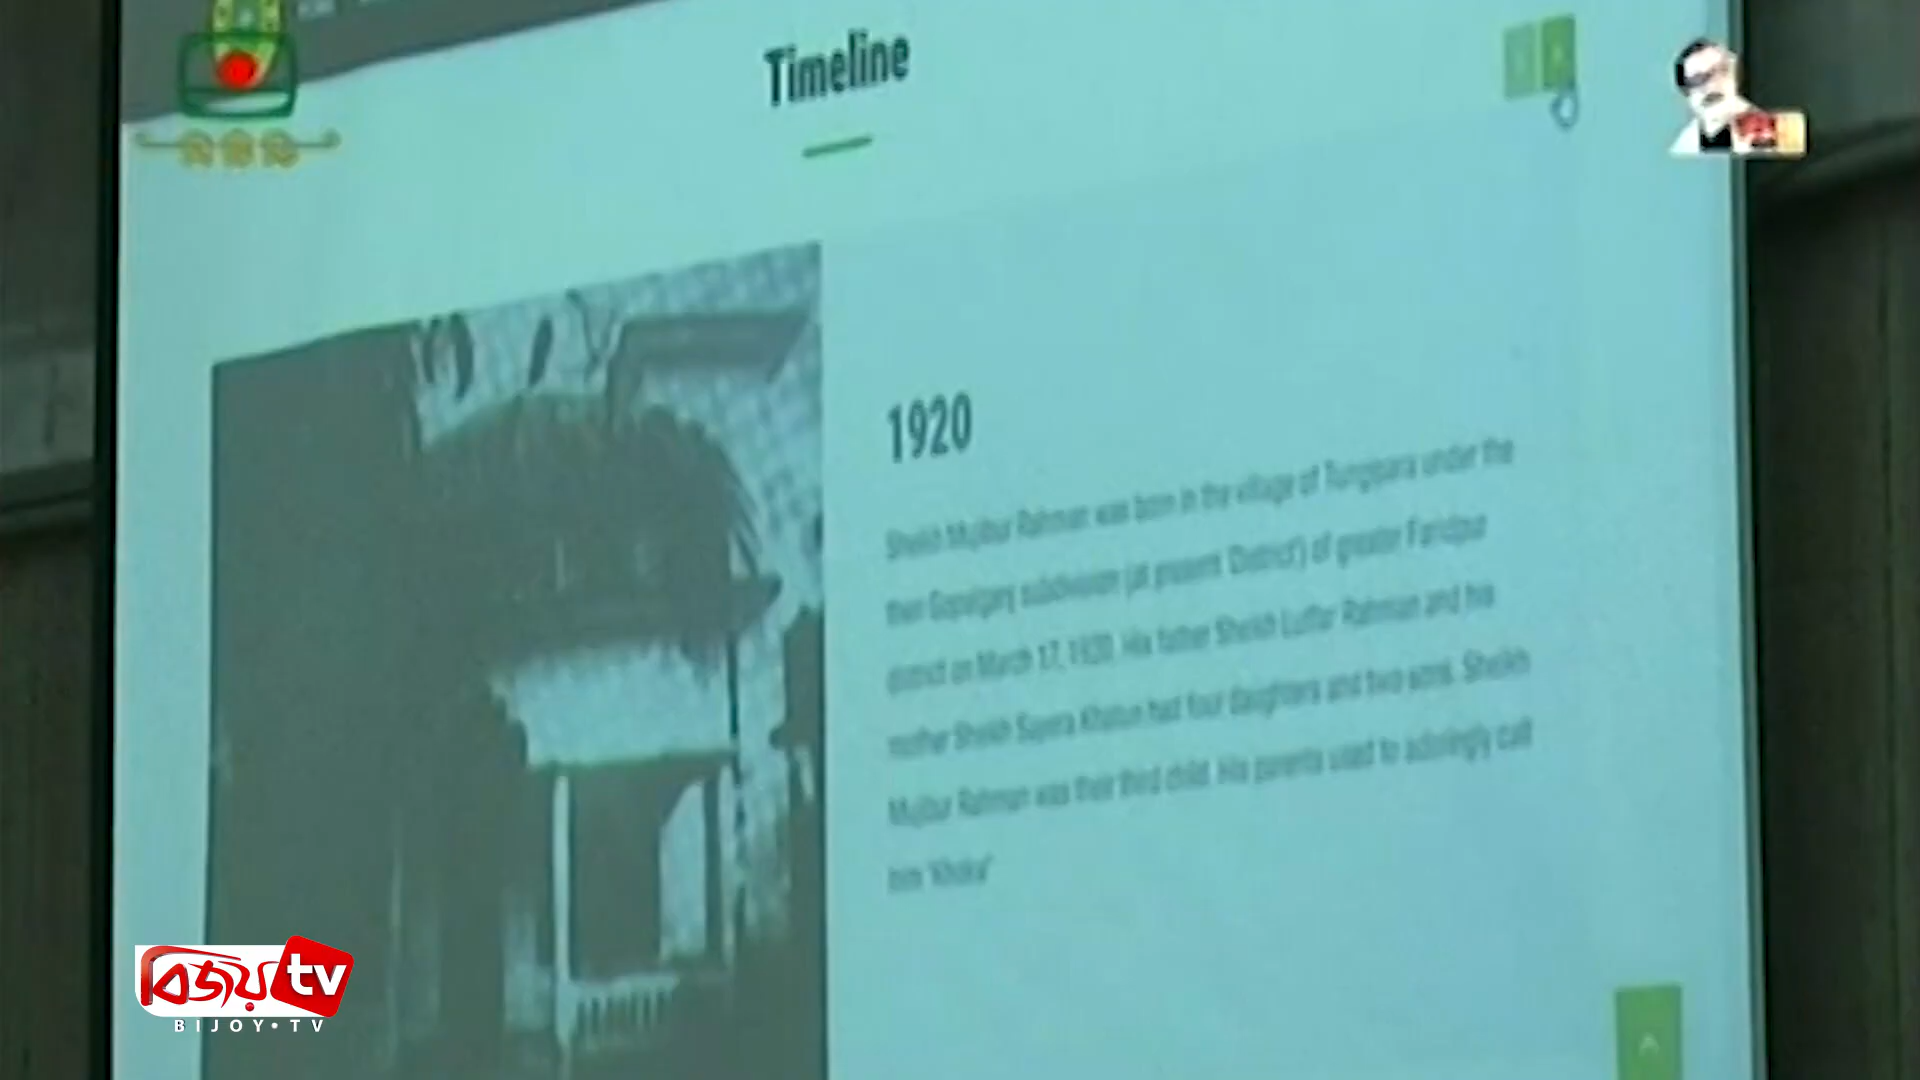 Timeline
1920
Sheikh Mujibur Rahman was born in the village of Tungipara under the
then Gopalganj subdivision (at present 'District') of greater Faridpur
district on March 17, 1920. His father Sheikh Lutfar Rahman and his
mother Sheikh Sayera Khatun had four daughters and two sons. Sheikh
Mujibur Rahman was their third child. His parents used to adoringly call
him "Khoka"
বিজয় tv
BIJOY•TV